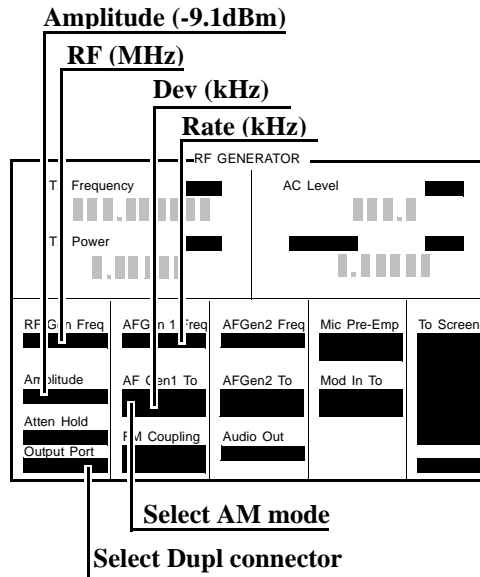 Amplitude (-9.1dBm)
RF (MHz)
Dev (kHz)
Rate (kHz)
RF GENERATOR
T Frequency
AC Level
T Power
RF Gen Freq
AFGen 1 Freq
AFGen2 Freq
Mic Pre-Emp
To Screen
Amplitude
AF Gen1 To
AFGen2 To
Mod In To
Atten Hold
FM Coupling
Audio Out
Output Port
Select AM mode
Select Dupl connector